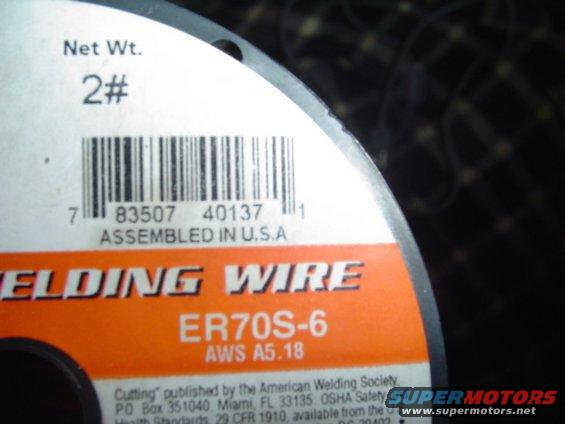 Net Wt.
2#
7 83507 40137 1
ASSEMBLED IN U.S.A
ELDING WIRE
ER70S-6
AWS A5.18
Cutting" published by the American Welding Society,
PO Box 351040, Miami, FL 33135: OSHA Safety
Health Standards, 29 CFR 1910, available from the
20402
SUPERMOTORS
www.supermotors.net